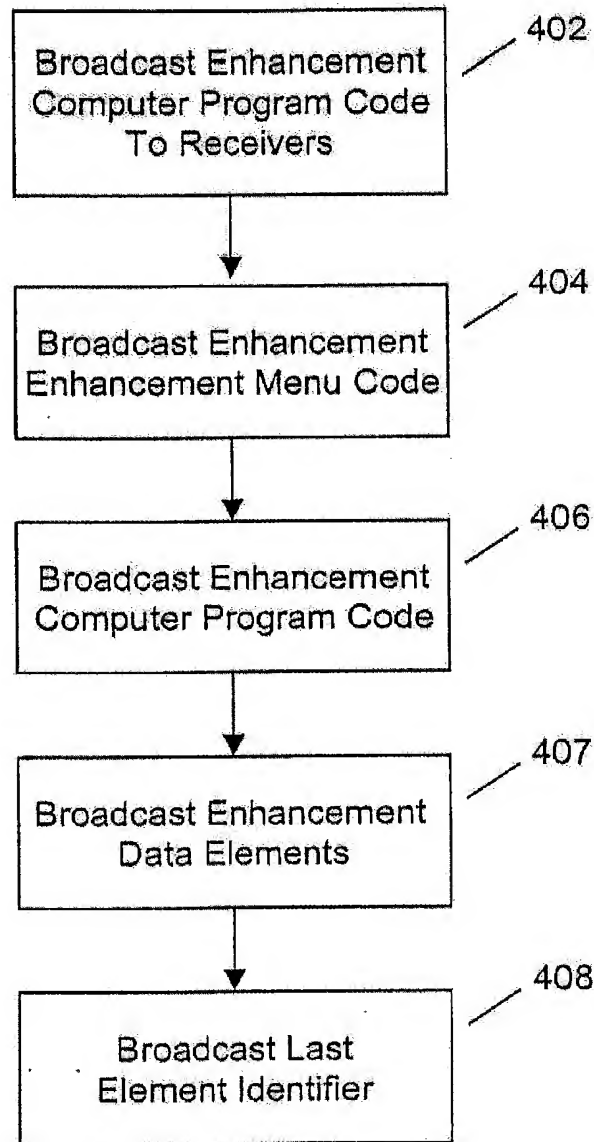 Broadcast Enhancement
Computer Program Code
To Receivers
402
Broadcast Enhancement
Enhancement Menu Code
404
Broadcast Enhancement
Computer Program Code
406
Broadcast Enhancement
Data Elements
407
Broadcast Last
Element Identifier
408